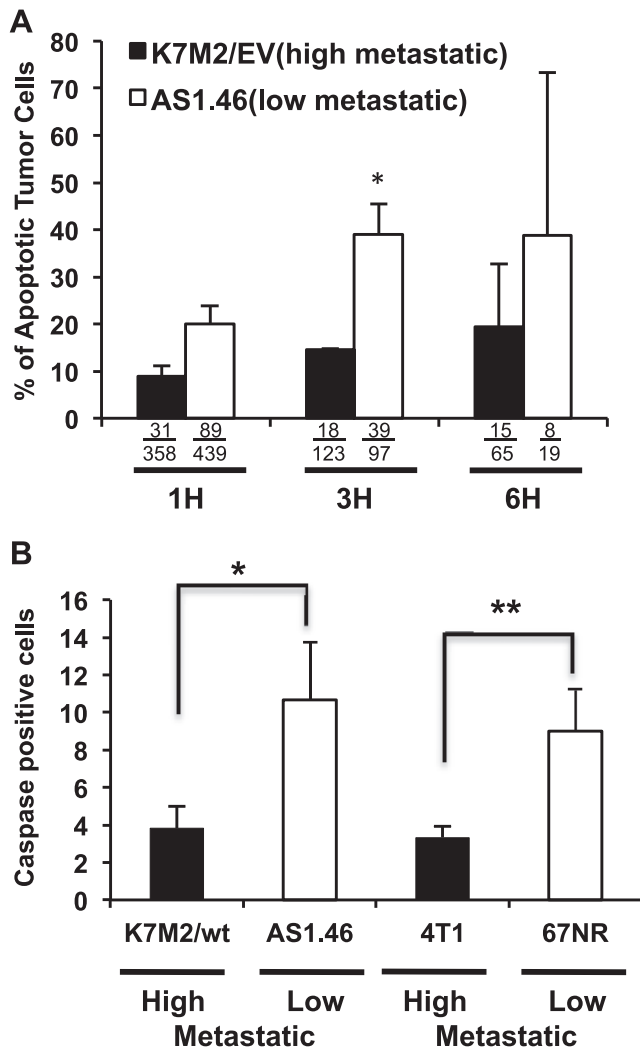 A
80
70
60
50
40
30
20
10
0
% of Apoptotic Tumor Cells
K7M2/EV(high metastatic)
AS1.46(low metastatic)
*
31 89 18 39 15 8
358 439 123 97 65 19
1H 3H 6H
B
16
14
12
10
8
6
4
2
0
Caspase positive cells
* **
K7M2/wt AS1.46 4T1 67NR
High Low High Low
Metastatic Metastatic